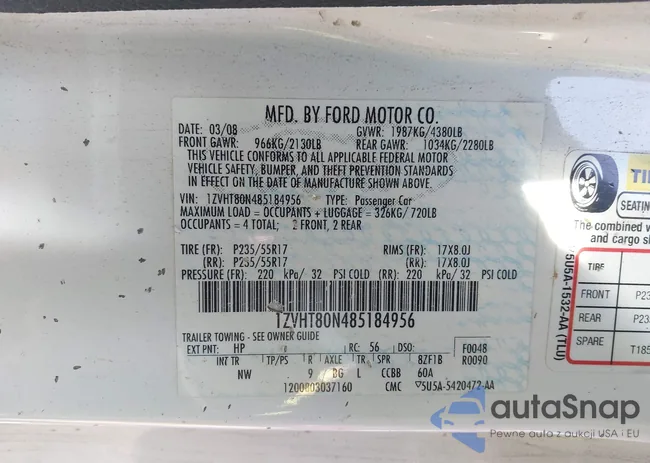 MFD. BY FORD MOTOR CO.
DATE: 03/08 GVWR: 1987KG/4380LB
FRONT GAWR: 966KG/2130LB REAR GAWR: 1034KG/2280LB
THIS VEHICLE CONFORMS TO ALL APPLICABLE FEDERAL MOTOR
VEHICLE SAFETY, BUMPER, AND THEFT PREVENTION STANDARDS
IN EFFECT ON THE DATE OF MANUFACTURE SHOWN ABOVE.
VIN: 1ZVHT80N485184956 TYPE: Passenger Car
MAXIMUM LOAD = OCCUPANTS + LUGGAGE = 326KG/720LB
OCCUPANTS = 4 TOTAL: 2 FRONT, 2 REAR
TIRE (FR): P235/55R17 RIMS (FR): 17X8.0J
(RR): P235/55R17 (RR): 17X8.0J
PRESSURE (FR): 220 kPa/ 32 PSI COLD (RR): 220 kPa/ 32 PSI COLD
1ZVHT80N485184956
TRAILER TOWING - SEE OWNER GUIDE
EXT PNT: HP RC: 56 DSO: F0048
INT TR TP/PS R AXLE TR SPR 8ZF1B R0090
NW 9 BG L CCBB 60A
1200803037160 CMC 5U5A-5420472-AA
5U5A-1532-AA (TL0)
SEATIN
The combined w
and cargo s
TIRE
FRONT P23
REAR P23
SPARE T185
autoSnap
Pewne auto z aukcji USA i EU